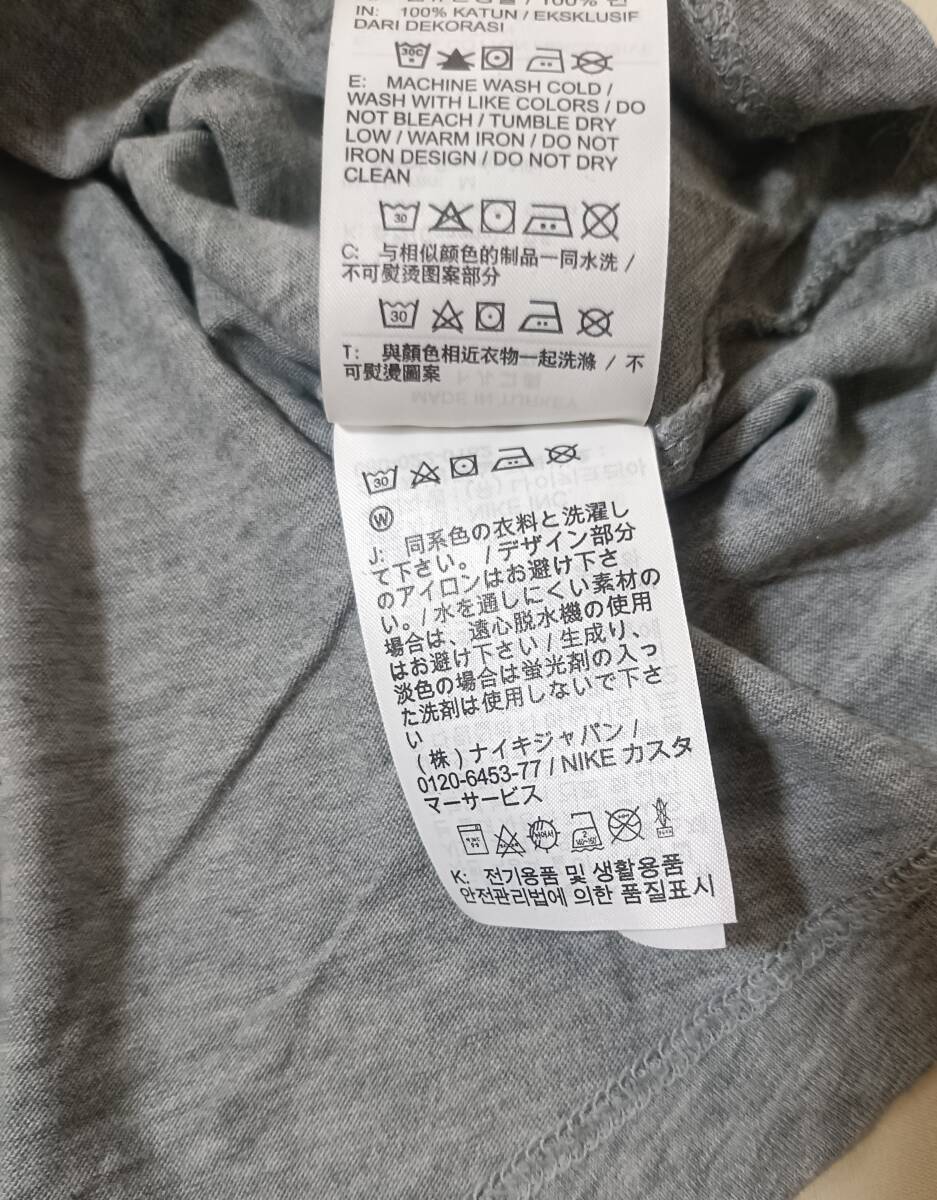 IN: 100% KATUN / EKSKLUSIF
DARI DEKORASI
30C
E: MACHINE WASH COLD /
WASH WITH LIKE COLORS / DO
NOT BLEACH / TUMBLE DRY
LOW / WARM IRON / DO NOT
IRON DESIGN / DO NOT DRY
CLEAN
30
C: 与相似颜色的制品一同水洗 /
不可熨烫图案部分
30
T: 與顏色相近衣物一起洗滌 / 不
可熨燙圖案
MADE IN TURKEY
30
W
J: 同系色の衣料と洗濯し
て下さい。/ デザイン部分
のアイロンはお避け下さ
い。/ 水を通しにくい素材の
場合は、遠心脱水機の使用
はお避け下さい / 生成り、
淡色の場合は蛍光剤の入っ
た洗剤は使用しないで下さ
い
(株) ナイキジャパン /
0120-6453-77 / NIKE カスタ
マーサービス
K: 전기용품 및 생활용품
안전관리법에 의한 품질표시